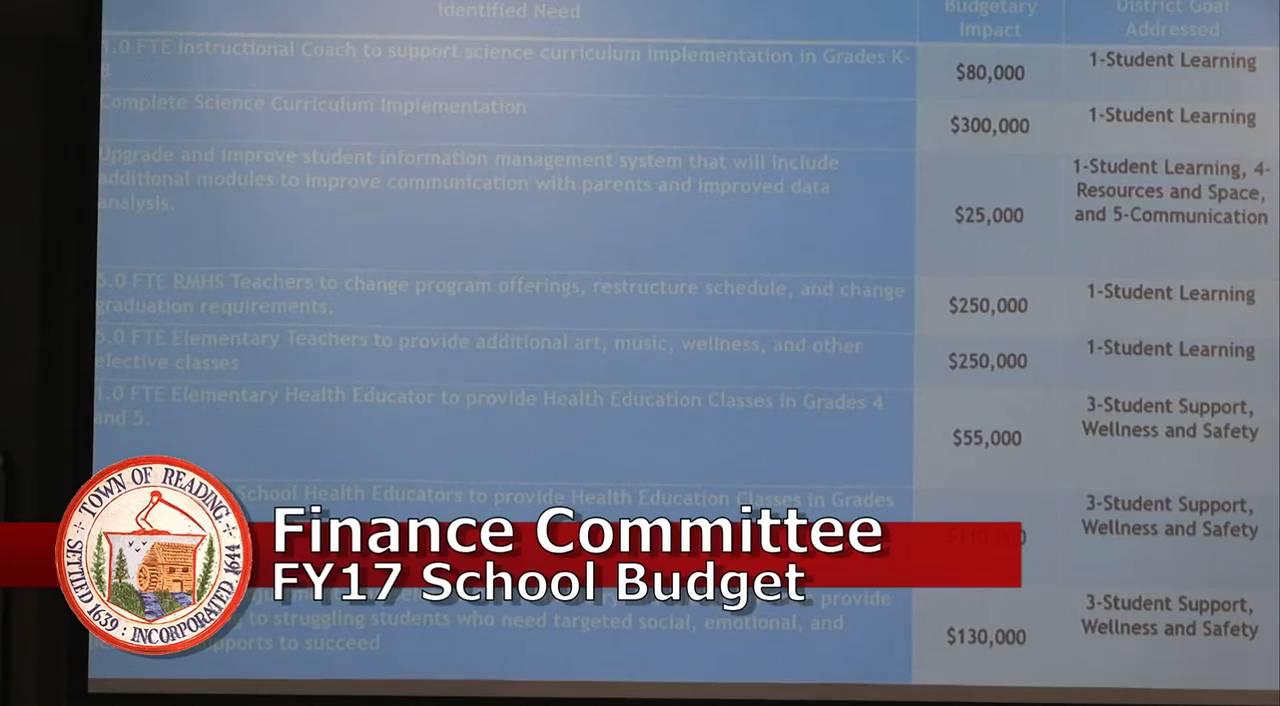 Identified Need
Budgetary
Impact
District Goal
Addressed
1.0 FTE Instructional Coach to support science curriculum implementation in Grades K-
8
$80,000
1-Student Learning
Complete Science Curriculum Implementation
$300,000
1-Student Learning
Upgrade and improve student information management system that will include
additional modules to improve communication with parents and improved data
analysis.
$25,000
1-Student Learning, 4-
Resources and Space,
and 5-Communication
5.0 FTE RMHS Teachers to change program offerings, restructure schedule, and change
graduation requirements.
$250,000
1-Student Learning
5.0 FTE Elementary Teachers to provide additional art, music, wellness, and other
elective classes
$250,000
1-Student Learning
1.0 FTE Elementary Health Educator to provide Health Education Classes in Grades 4
and 5.
$55,000
3-Student Support,
Wellness and Safety
School Health Educators to provide Health Education Classes in Grades
3-Student Support,
Wellness and Safety
provide
to struggling students who need targeted social, emotional, and
to succeed
$130,000
3-Student Support,
Wellness and Safety
TOWN OF READING
SETTLED 1639 : INCORPORATED 1644
Finance Committee
FY17 School Budget